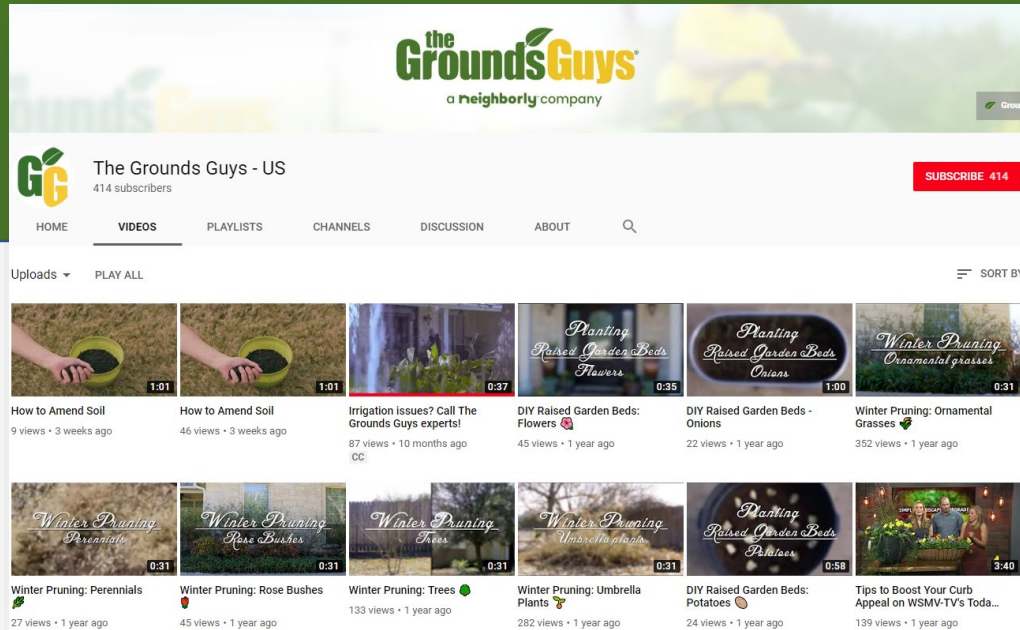 the
GroundsGuys®
a neighborly company
Grou
The Grounds Guys - US
414 subscribers
SUBSCRIBE 414
HOME VIDEOS PLAYLISTS CHANNELS DISCUSSION ABOUT
Uploads PLAY ALL SORT BY
1:01
How to Amend Soil
9 views • 3 weeks ago
1:01
How to Amend Soil
46 views • 3 weeks ago
0:37
Irrigation issues? Call The
Grounds Guys experts!
87 views • 10 months ago
CC
Planting
Raised Garden Beds
Flowers
0:35
DIY Raised Garden Beds:
Flowers 🌺
45 views • 1 year ago
Planting
Raised Garden Beds
Onions
1:00
DIY Raised Garden Beds -
Onions
22 views • 1 year ago
Winter Pruning
Ornamental grasses
0:31
Winter Pruning: Ornamental
Grasses 🌾
352 views • 1 year ago
Winter Pruning
Perennials
0:31
Winter Pruning: Perennials
🌿
27 views • 1 year ago
Winter Pruning
Rose Bushes
0:31
Winter Pruning: Rose Bushes
🌹
45 views • 1 year ago
Winter Pruning
Trees
0:31
Winter Pruning: Trees 🌳
133 views • 1 year ago
Winter Pruning
Umbrella plants
0:31
Winter Pruning: Umbrella
Plants 🌱
282 views • 1 year ago
Planting
Raised Garden Beds
Potatoes
0:58
DIY Raised Garden Beds:
Potatoes 🥔
24 views • 1 year ago
3:40
Tips to Boost Your Curb
Appeal on WSMV-TV's Toda...
139 views • 1 year ago